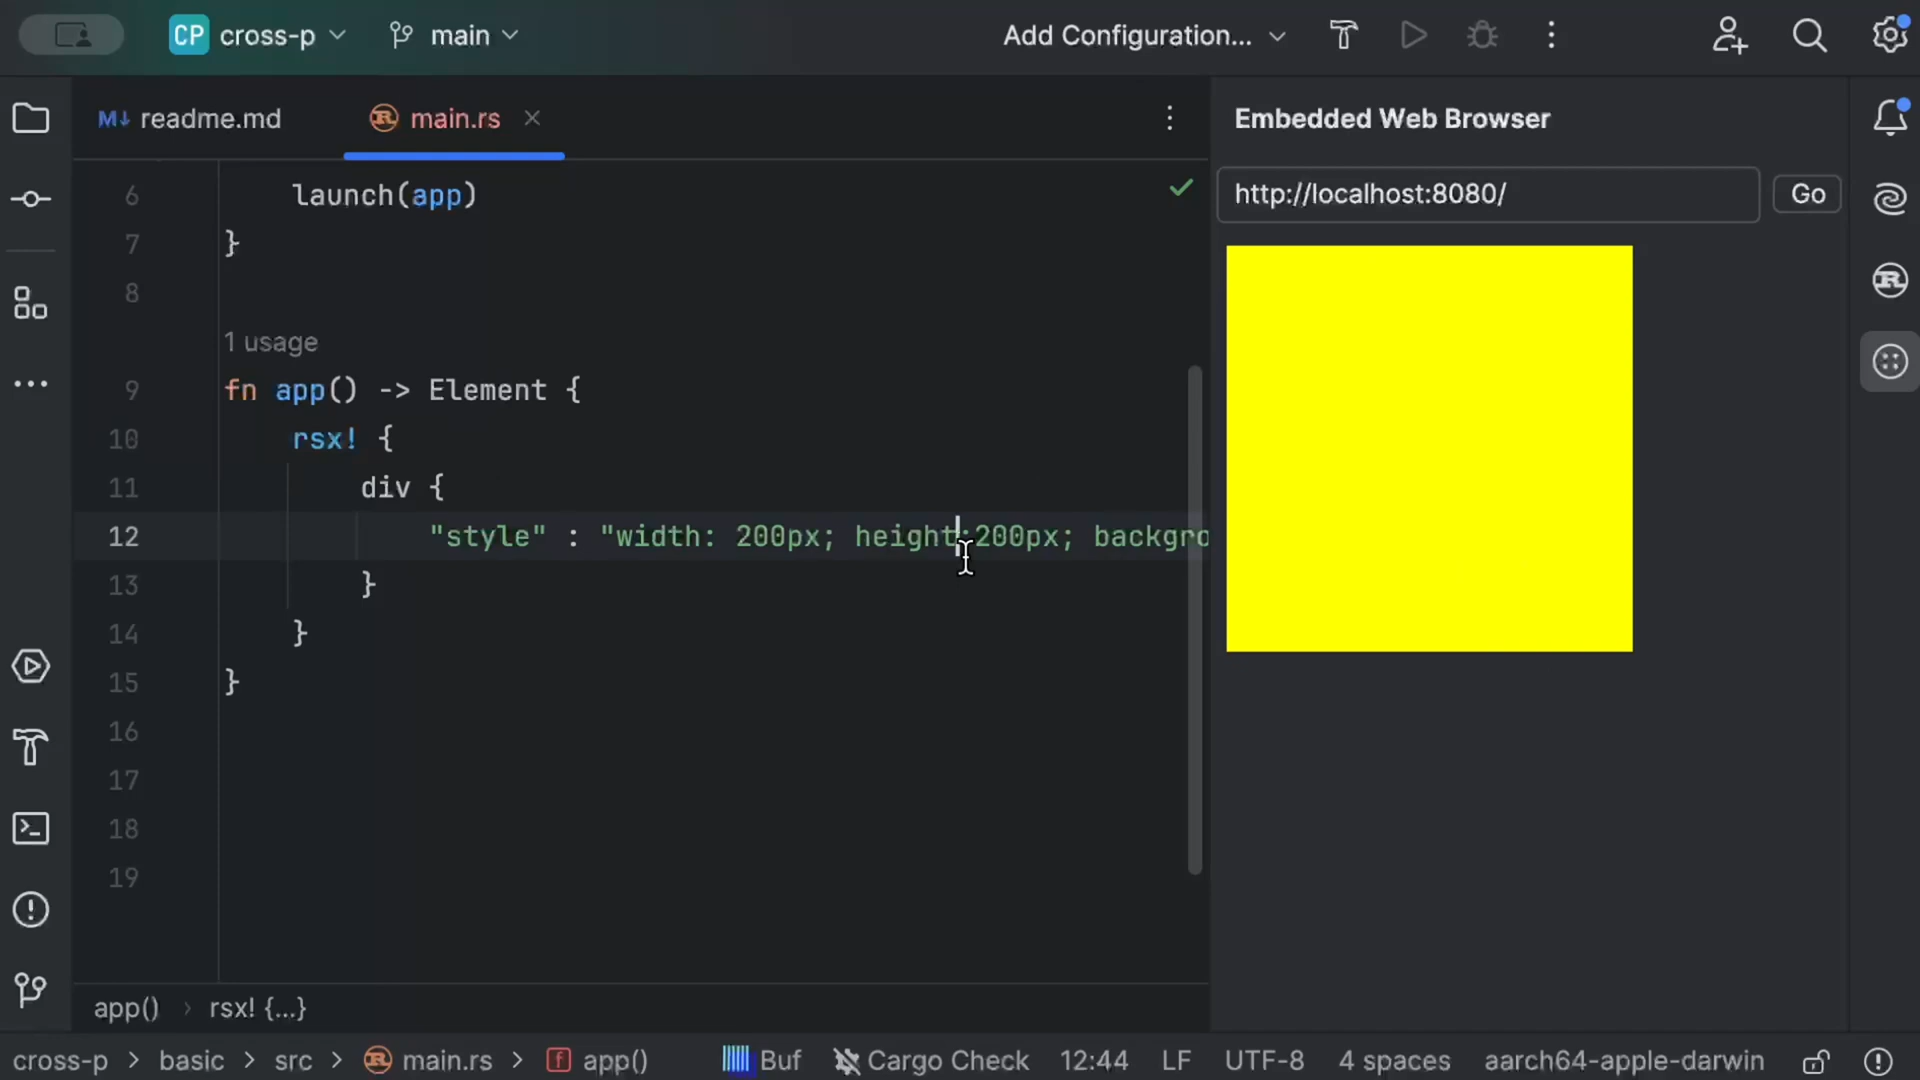 CP cross-p main Add Configuration...
M↓ readme.md main.rs
Embedded Web Browser
http://localhost:8080/ Go
6 launch(app)
7 }
8
1 usage
9 fn app() -> Element {
10 rsx! {
11 div {
12 "style" : "width: 200px; height:200px; backgro
13 }
14 }
15 }
16
17
18
19
app() › rsx! {...}
cross-p > basic > src > main.rs > app() Buf Cargo Check 12:44 LF UTF-8 4 spaces aarch64-apple-darwin